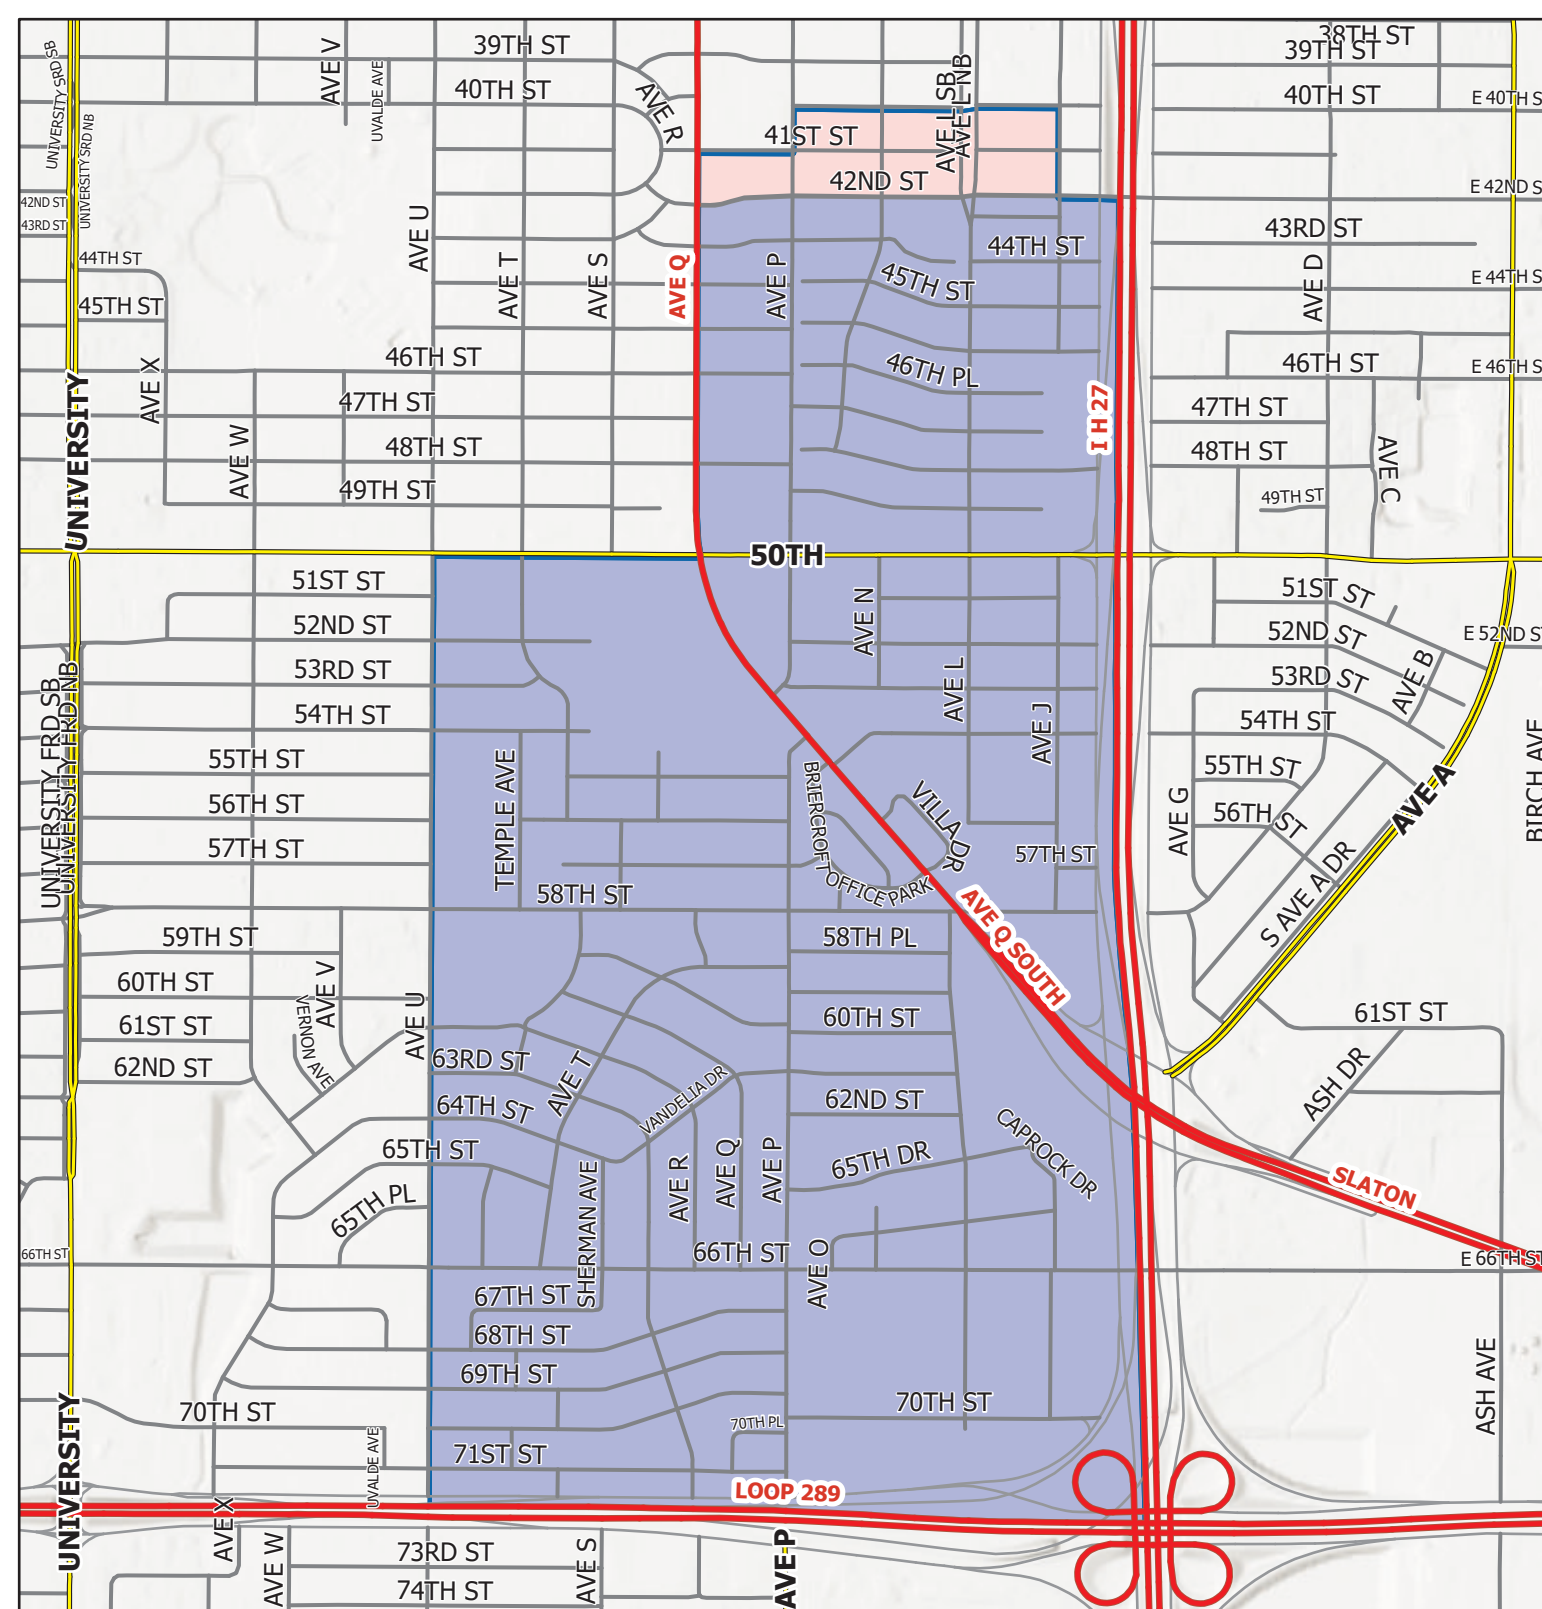 38TH ST
39TH ST
39TH ST
UNIVERSITY SRD SB
AVE V
UVALDE AVE
40TH ST
AVE R
AVE L SB
AVE L NB
40TH ST
E 40TH S
UNIVERSITY SRD NB
41ST ST
42ND ST
42ND ST
E 42ND S
43RD ST
43RD ST
AVE U
44TH ST
44TH ST
45TH ST
AVE T
AVE S
AVE Q
AVE P
45TH ST
AVE D
E 44TH S
46TH ST
46TH PL
46TH ST
E 46TH S
AVE X
47TH ST
I H 27
47TH ST
UNIVERSITY
AVE W
48TH ST
48TH ST
AVE C
49TH ST
49TH ST
50TH
51ST ST
51ST ST
52ND ST
AVE N
52ND ST
E 52ND ST
53RD ST
AVE L
53RD ST
AVE B
UNIVERSITY FRD SB
UNIVERSITY FRD NB
54TH ST
AVE J
54TH ST
BIRCH AVE
55TH ST
TEMPLE AVE
BRIERCROFT OFFICE PARK
VILLA DR
55TH ST
AVE A
56TH ST
AVE G
56TH ST
57TH ST
57TH ST
58TH ST
S AVE A DR
AVE Q SOUTH
59TH ST
58TH PL
60TH ST
AVE V
VERNON AVE
AVE U
61ST ST
60TH ST
61ST ST
62ND ST
63RD ST
AVE T
VANDELIA DR
ASH DR
64TH ST
62ND ST
CAPROCK DR
65TH ST
65TH DR
AVE R
AVE Q
AVE P
SLATON
65TH PL
SHERMAN AVE
66TH ST
66TH ST
AVE O
E 66TH ST
67TH ST
68TH ST
69TH ST
ASH AVE
70TH ST
70TH ST
70TH PL
UNIVERSITY
UVALDE AVE
71ST ST
LOOP 289
AVE X
AVE W
73RD ST
AVE S
AVE P
74TH ST